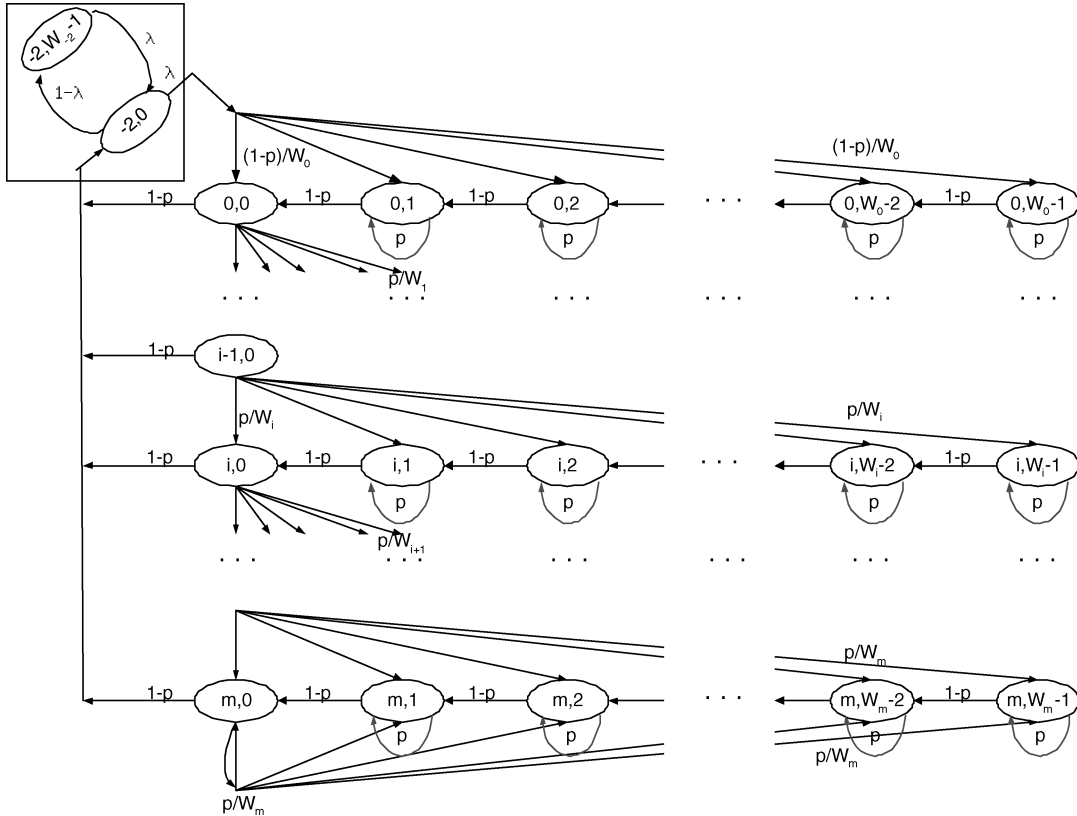 -2,W₋₂-1
λ
λ
1-λ
-2,0
(1-p)/W₀ (1-p)/W₀
1-p 0,0 1-p 0,1 1-p 0,2 . . . 0,W₀-2 1-p 0,W₀-1
p p p p
p/W₁
. . . . . . . . . . . . . . . . . .
1-p i-1,0
p/Wᵢ p/Wᵢ
1-p i,0 1-p i,1 1-p i,2 . . . i,Wᵢ-2 1-p i,Wᵢ-1
p p p p
p/Wᵢ₊₁
. . . . . . . . . . . . . . . . . .
p/Wₘ
1-p m,0 1-p m,1 1-p m,2 . . . m,Wₘ-2 1-p m,Wₘ-1
p p p p
p/Wₘ
p/Wₘ